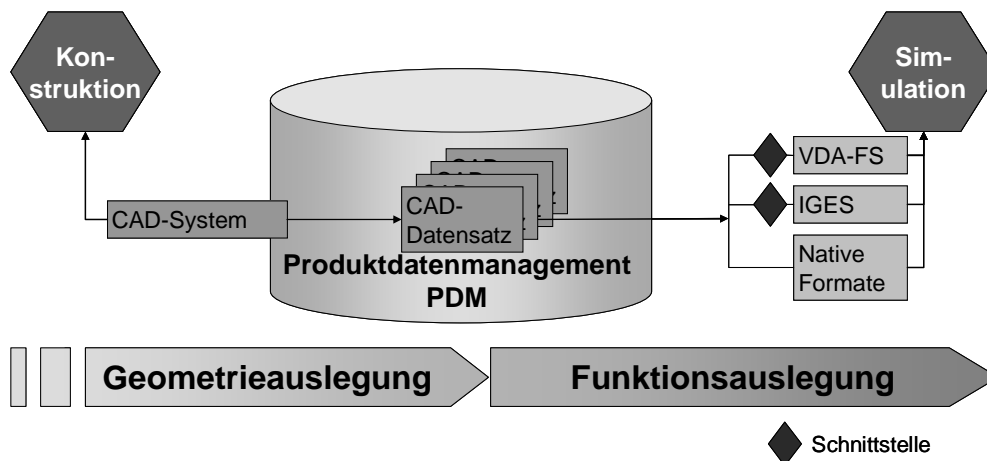 Kon-
struktion
Sim-
ulation
VDA-FS
IGES
Native
Formate
CAD-System
CAD-
Datensatz
Produktdatenmanagement
PDM
Geometrieauslegung
Funktionsauslegung
Schnittstelle